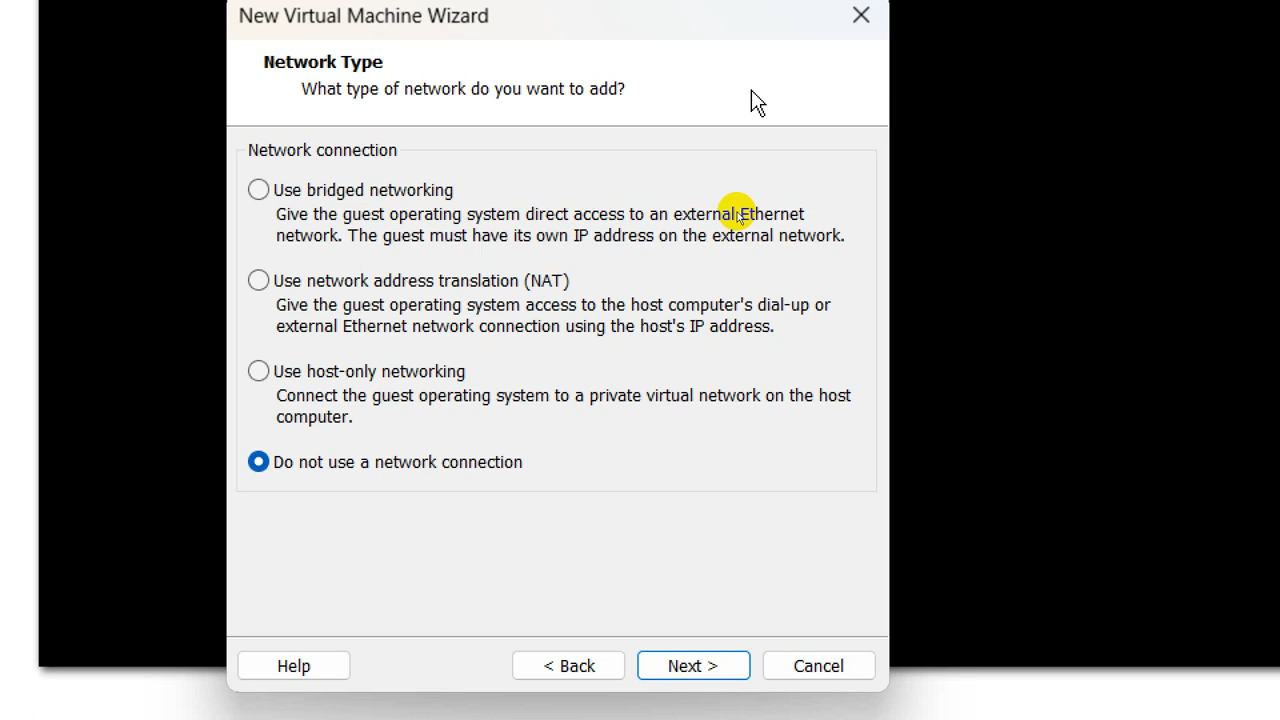 New Virtual Machine Wizard
Network Type
What type of network do you want to add?
Network connection
Use bridged networking
Give the guest operating system direct access to an external Ethernet
network. The guest must have its own IP address on the external network.
Use network address translation (NAT)
Give the guest operating system access to the host computer's dial-up or
external Ethernet network connection using the host's IP address.
Use host-only networking
Connect the guest operating system to a private virtual network on the host
computer.
Do not use a network connection
Help
< Back
Next >
Cancel